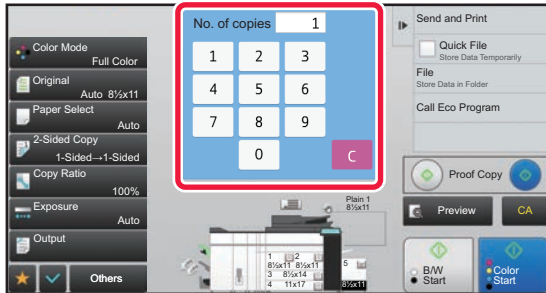 No. of copies 1
1 2 3
4 5 6
7 8 9
0 C
Color Mode
Full Color
Original
Auto 8½x11
Paper Select
Auto
2-Sided Copy
1-Sided→1-Sided
Copy Ratio
100%
Exposure
Auto
Output
Others
Plain 1
8½x11
1 2
8½x11 8½x11
3 8½x14
4 11x17
5
8½x11
Send and Print
Quick File
Store Data Temporarily
File
Store Data in Folder
Call Eco Program
Proof Copy
Preview CA
B/W
Start
Color
Start